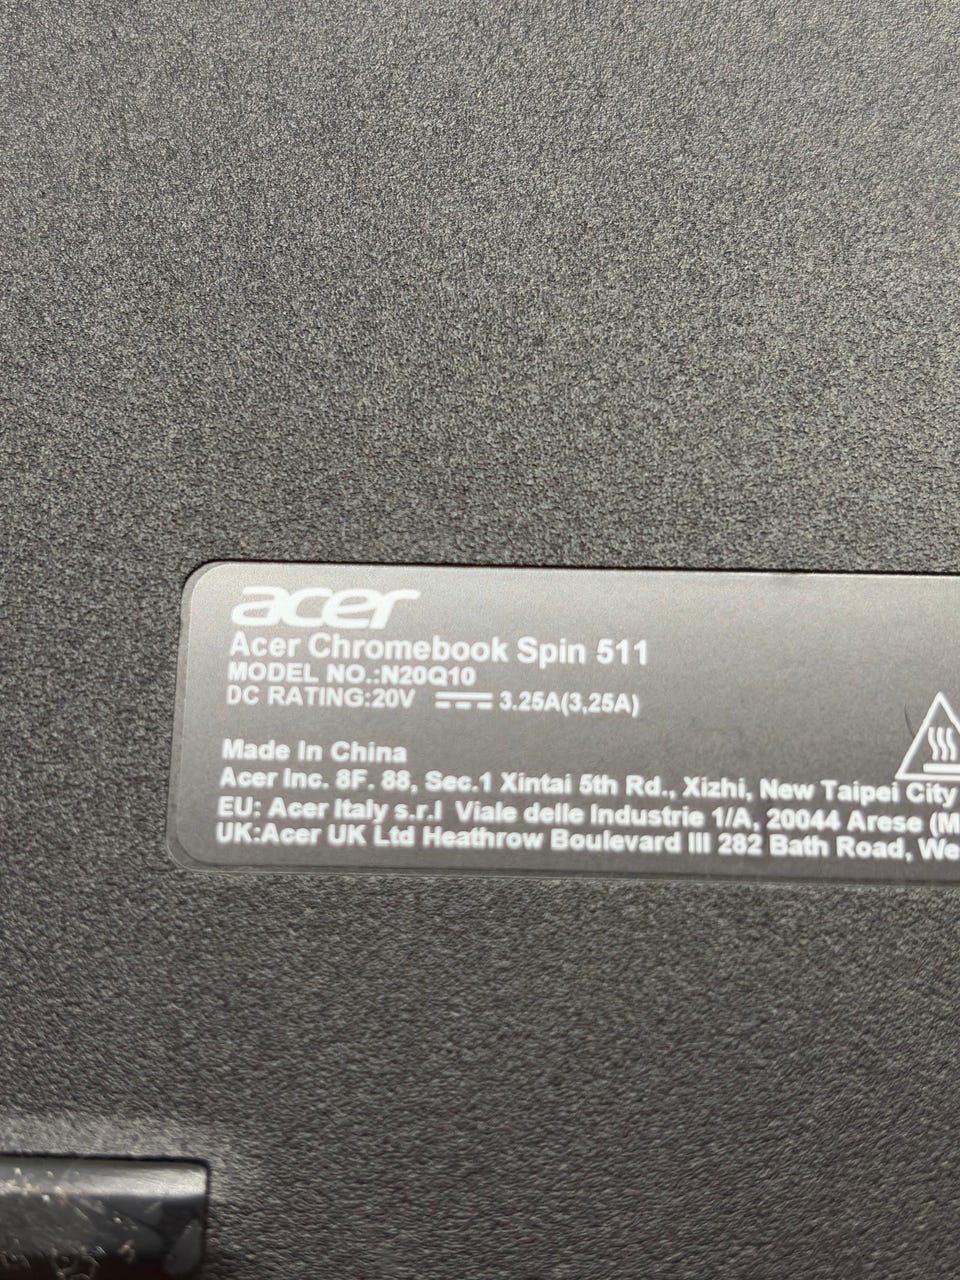 acer
Acer Chromebook Spin 511
MODEL NO.:N20Q10
DC RATING:20V ⎓ 3.25A(3,25A)
Made In China
Acer Inc. 8F. 88, Sec.1 Xintai 5th Rd., Xizhi, New Taipei City
EU: Acer Italy s.r.l Viale delle Industrie 1/A, 20044 Arese (M
UK:Acer UK Ltd Heathrow Boulevard III 282 Bath Road, We